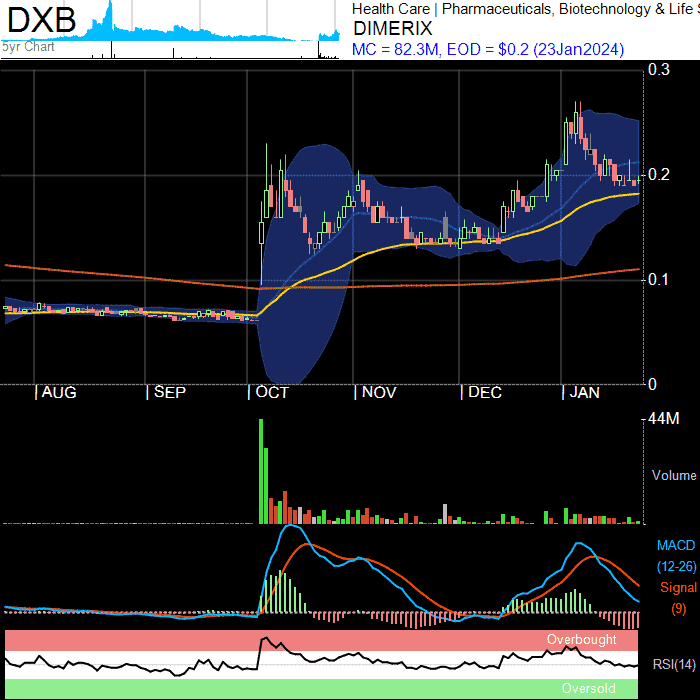 DXB
5yr Chart
Health Care | Pharmaceuticals, Biotechnology & Life S
DIMERIX
MC = 82.3M, EOD = $0.2 (23Jan2024)
0.3
0.2
0.1
0
| AUG | SEP | OCT | NOV | DEC | JAN
44M
Volume
MACD
(12-26)
Signal
(9)
Overbought
RSI(14)
Oversold